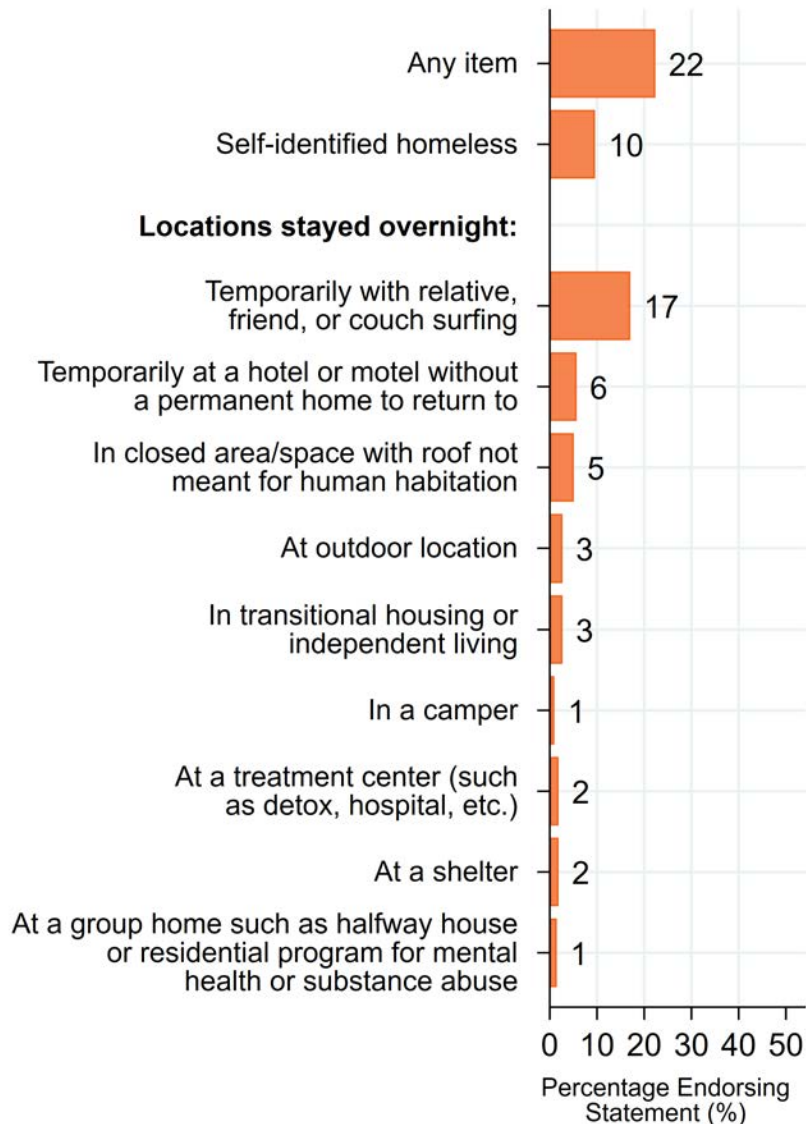 Any item
22
Self-identified homeless
10
Locations stayed overnight:
Temporarily with relative,
friend, or couch surfing
17
Temporarily at a hotel or motel without
a permanent home to return to
6
In closed area/space with roof not
meant for human habitation
5
At outdoor location
3
In transitional housing or
independent living
3
In a camper
1
At a treatment center (such
as detox, hospital, etc.)
2
At a shelter
2
At a group home such as halfway house
or residential program for mental
health or substance abuse
1
0 10 20 30 40 50
Percentage Endorsing
Statement (%)